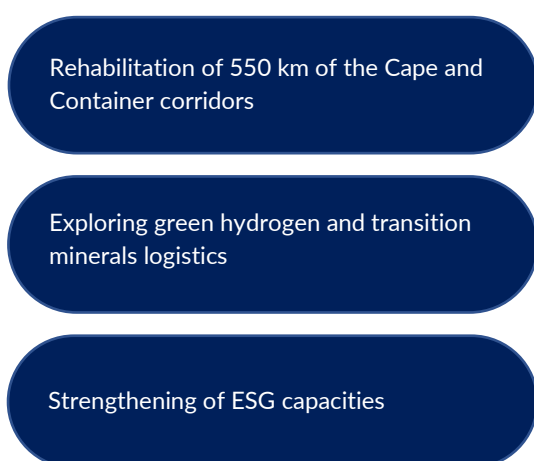 Rehabilitation of 550 km of the Cape and
Container corridors
Exploring green hydrogen and transition
minerals logistics
Strengthening of ESG capacities